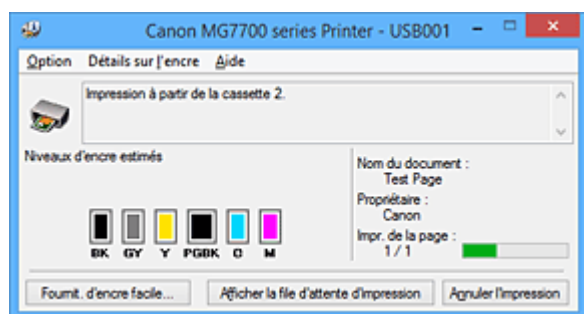 Canon MG7700 series Printer - USB001
Option Détails sur l'encre Aide
Impression à partir de la cassette 2.
Niveaux d'encre estimés
Nom du document :
Test Page
Propriétaire :
Canon
Impr. de la page :
1 / 1
BK GY Y PGBK C M
Fournit. d'encre facile... Afficher la file d'attente d'impression Annuler l'impression